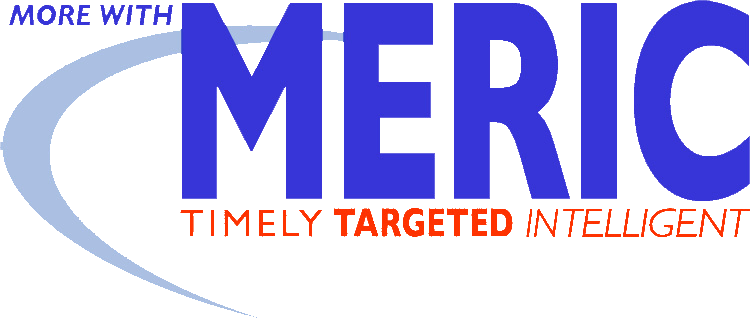 MORE WITH
MERIC
TIMELY TARGETED INTELLIGENT